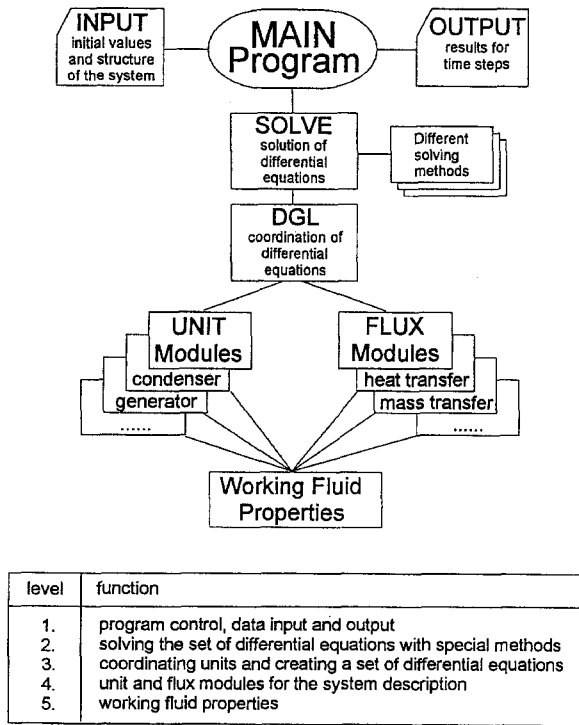 INPUT
initial values
and structure
of the system
MAIN
Program
OUTPUT
results for
time steps
SOLVE
solution of
differential
equations
Different
solving
methods
DGL
coordination of
differential
equations
UNIT
Modules
condenser
generator
......
FLUX
Modules
heat transfer
mass transfer
......
Working Fluid
Properties
level function
1. program control, data input and output
2. solving the set of differential equations with special methods
3. coordinating units and creating a set of differential equations
4. unit and flux modules for the system description
5. working fluid properties